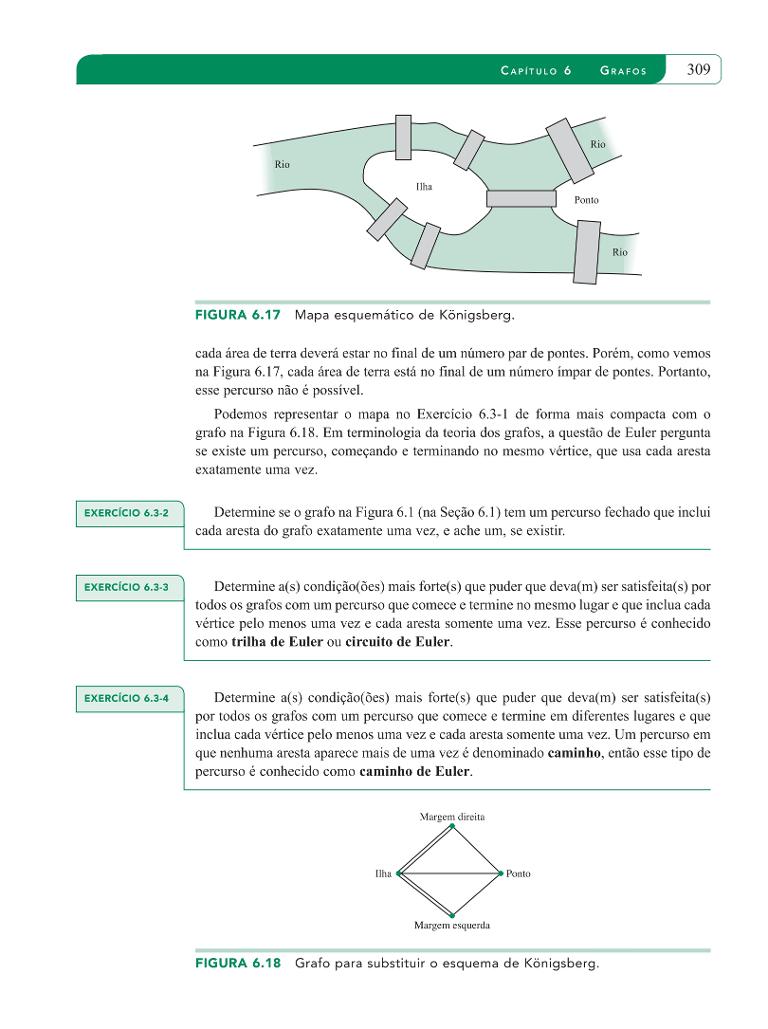 CAPÍTULO 6 GRAFOS 309
Rio
Rio
Ilha
Ponto
Rio
FIGURA 6.17 Mapa esquemático de Königsberg.
cada área de terra deverá estar no final de um número par de pontes. Porém, como vemos
na Figura 6.17, cada área de terra está no final de um número ímpar de pontes. Portanto,
esse percurso não é possível.
Podemos representar o mapa no Exercício 6.3-1 de forma mais compacta com o
grafo na Figura 6.18. Em terminologia da teoria dos grafos, a questão de Euler pergunta
se existe um percurso, começando e terminando no mesmo vértice, que usa cada aresta
exatamente uma vez.
EXERCÍCIO 6.3-2
Determine se o grafo na Figura 6.1 (na Seção 6.1) tem um percurso fechado que inclui
cada aresta do grafo exatamente uma vez, e ache um, se existir.
EXERCÍCIO 6.3-3
Determine a(s) condição(ões) mais forte(s) que puder que deva(m) ser satisfeita(s) por
todos os grafos com um percurso que comece e termine no mesmo lugar e que inclua cada
vértice pelo menos uma vez e cada aresta somente uma vez. Esse percurso é conhecido
como trilha de Euler ou circuito de Euler.
EXERCÍCIO 6.3-4
Determine a(s) condição(ões) mais forte(s) que puder que deva(m) ser satisfeita(s)
por todos os grafos com um percurso que comece e termine em diferentes lugares e que
inclua cada vértice pelo menos uma vez e cada aresta somente uma vez. Um percurso em
que nenhuma aresta aparece mais de uma vez é denominado caminho, então esse tipo de
percurso é conhecido como caminho de Euler.
Margem direita
Ilha
Ponto
Margem esquerda
FIGURA 6.18 Grafo para substituir o esquema de Königsberg.